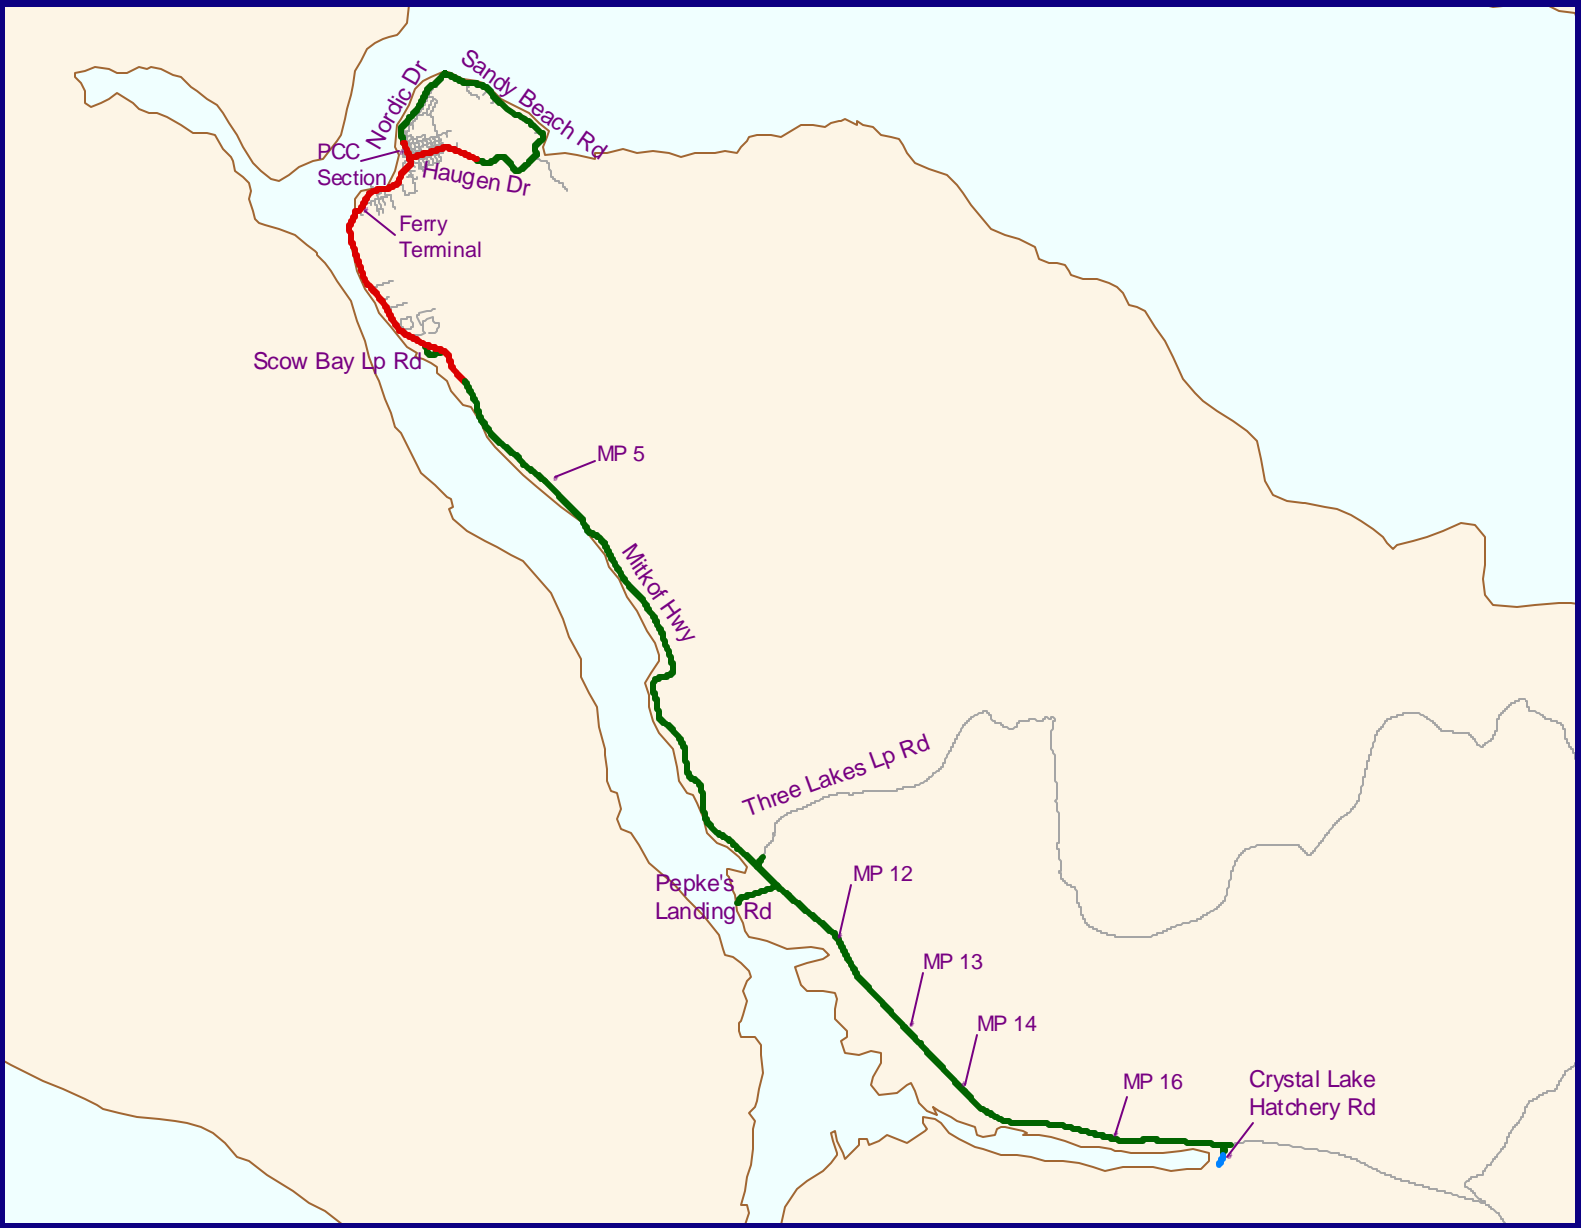 Nordic Dr
Sandy Beach Rd
PCC
Section
Haugen Dr
Ferry
Terminal
Scow Bay Lp Rd
MP 5
Mitkof Hwy
Three Lakes Lp Rd
Pepke's
Landing Rd
MP 12
MP 13
MP 14
MP 16
Crystal Lake
Hatchery Rd